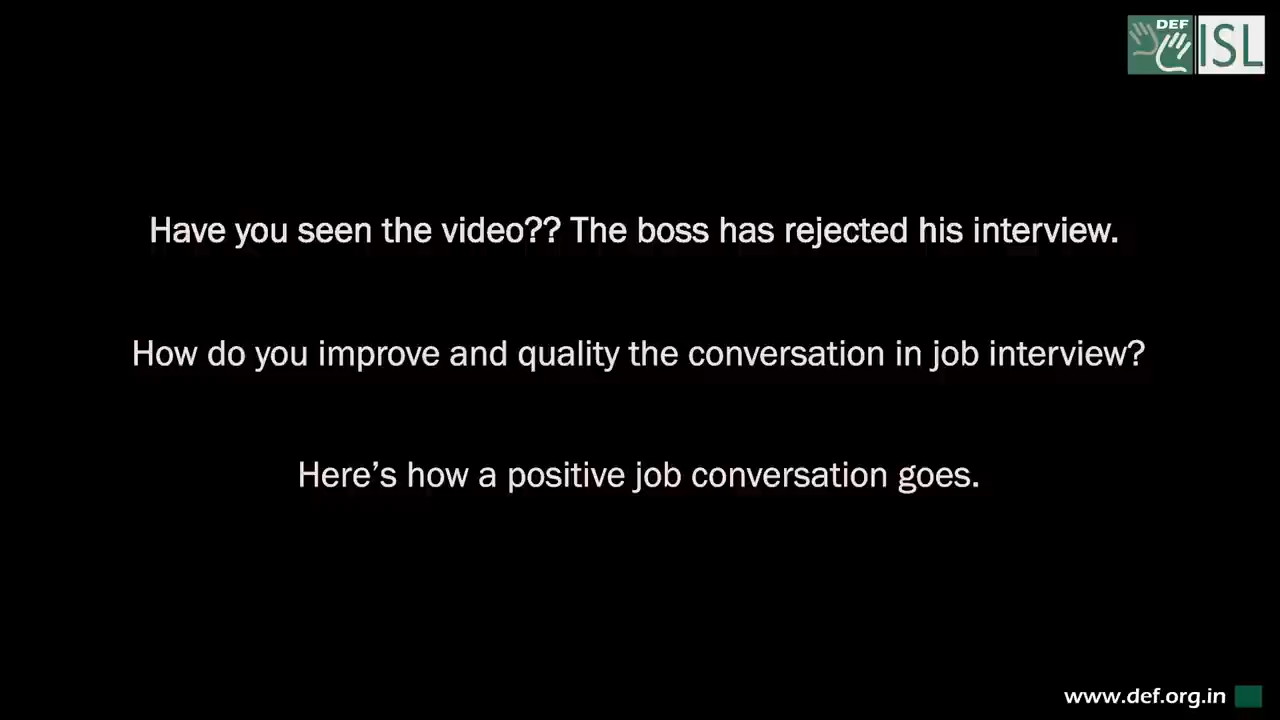 DEF
ISL
Have you seen the video?? The boss has rejected his interview.
How do you improve and quality the conversation in job interview?
Here’s how a positive job conversation goes.
www.def.org.in